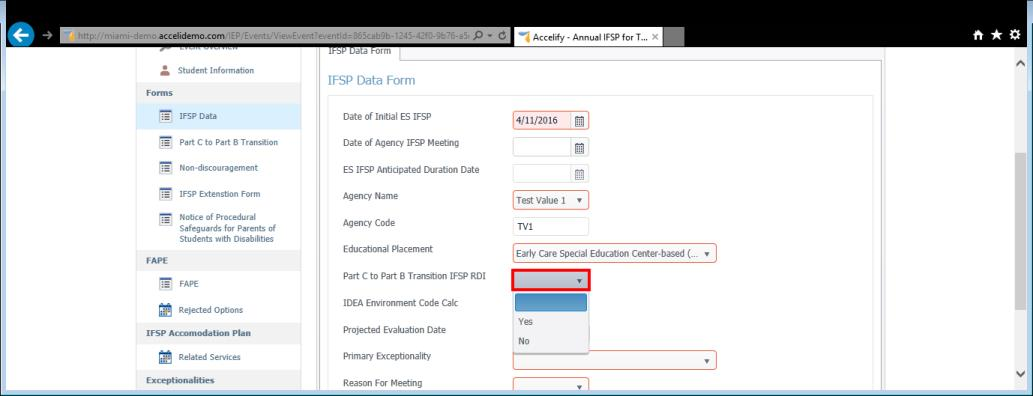 http://miami-demo.accelidemo.com/IEP/Events/ViewEvent?eventId=865cab9b-1245-42f0-9b76-a5
Accelify - Annual IFSP for T...
Event Overview
Student Information
Forms
IFSP Data
Part C to Part B Transition
Non-discouragement
IFSP Extenstion Form
Notice of Procedural
Safeguards for Parents of
Students with Disabilities
FAPE
FAPE
Rejected Options
IFSP Accomodation Plan
Related Services
Exceptionalities
IFSP Data Form
IFSP Data Form
Date of Initial ES IFSP
4/11/2016
Date of Agency IFSP Meeting
ES IFSP Anticipated Duration Date
Agency Name
Test Value 1
Agency Code
TV1
Educational Placement
Early Care Special Education Center-based (...
Part C to Part B Transition IFSP RDI
IDEA Environment Code Calc
Yes
Projected Evaluation Date
No
Primary Exceptionality
Reason For Meeting